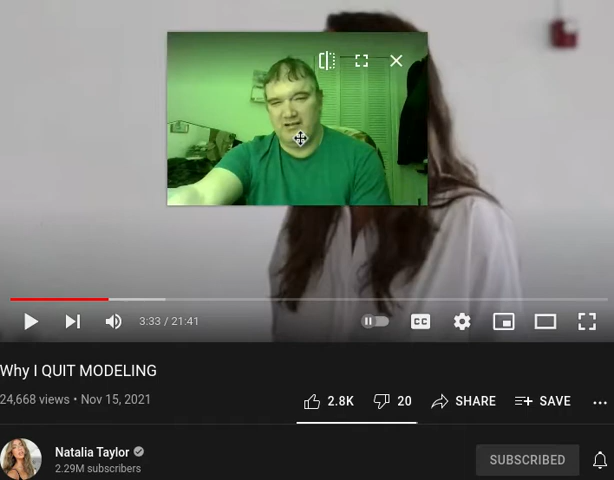 3:33 / 21:41
CC
Why I QUIT MODELING
24,668 views • Nov 15, 2021
2.8K
20
SHARE
SAVE
Natalia Taylor
2.29M subscribers
SUBSCRIBED